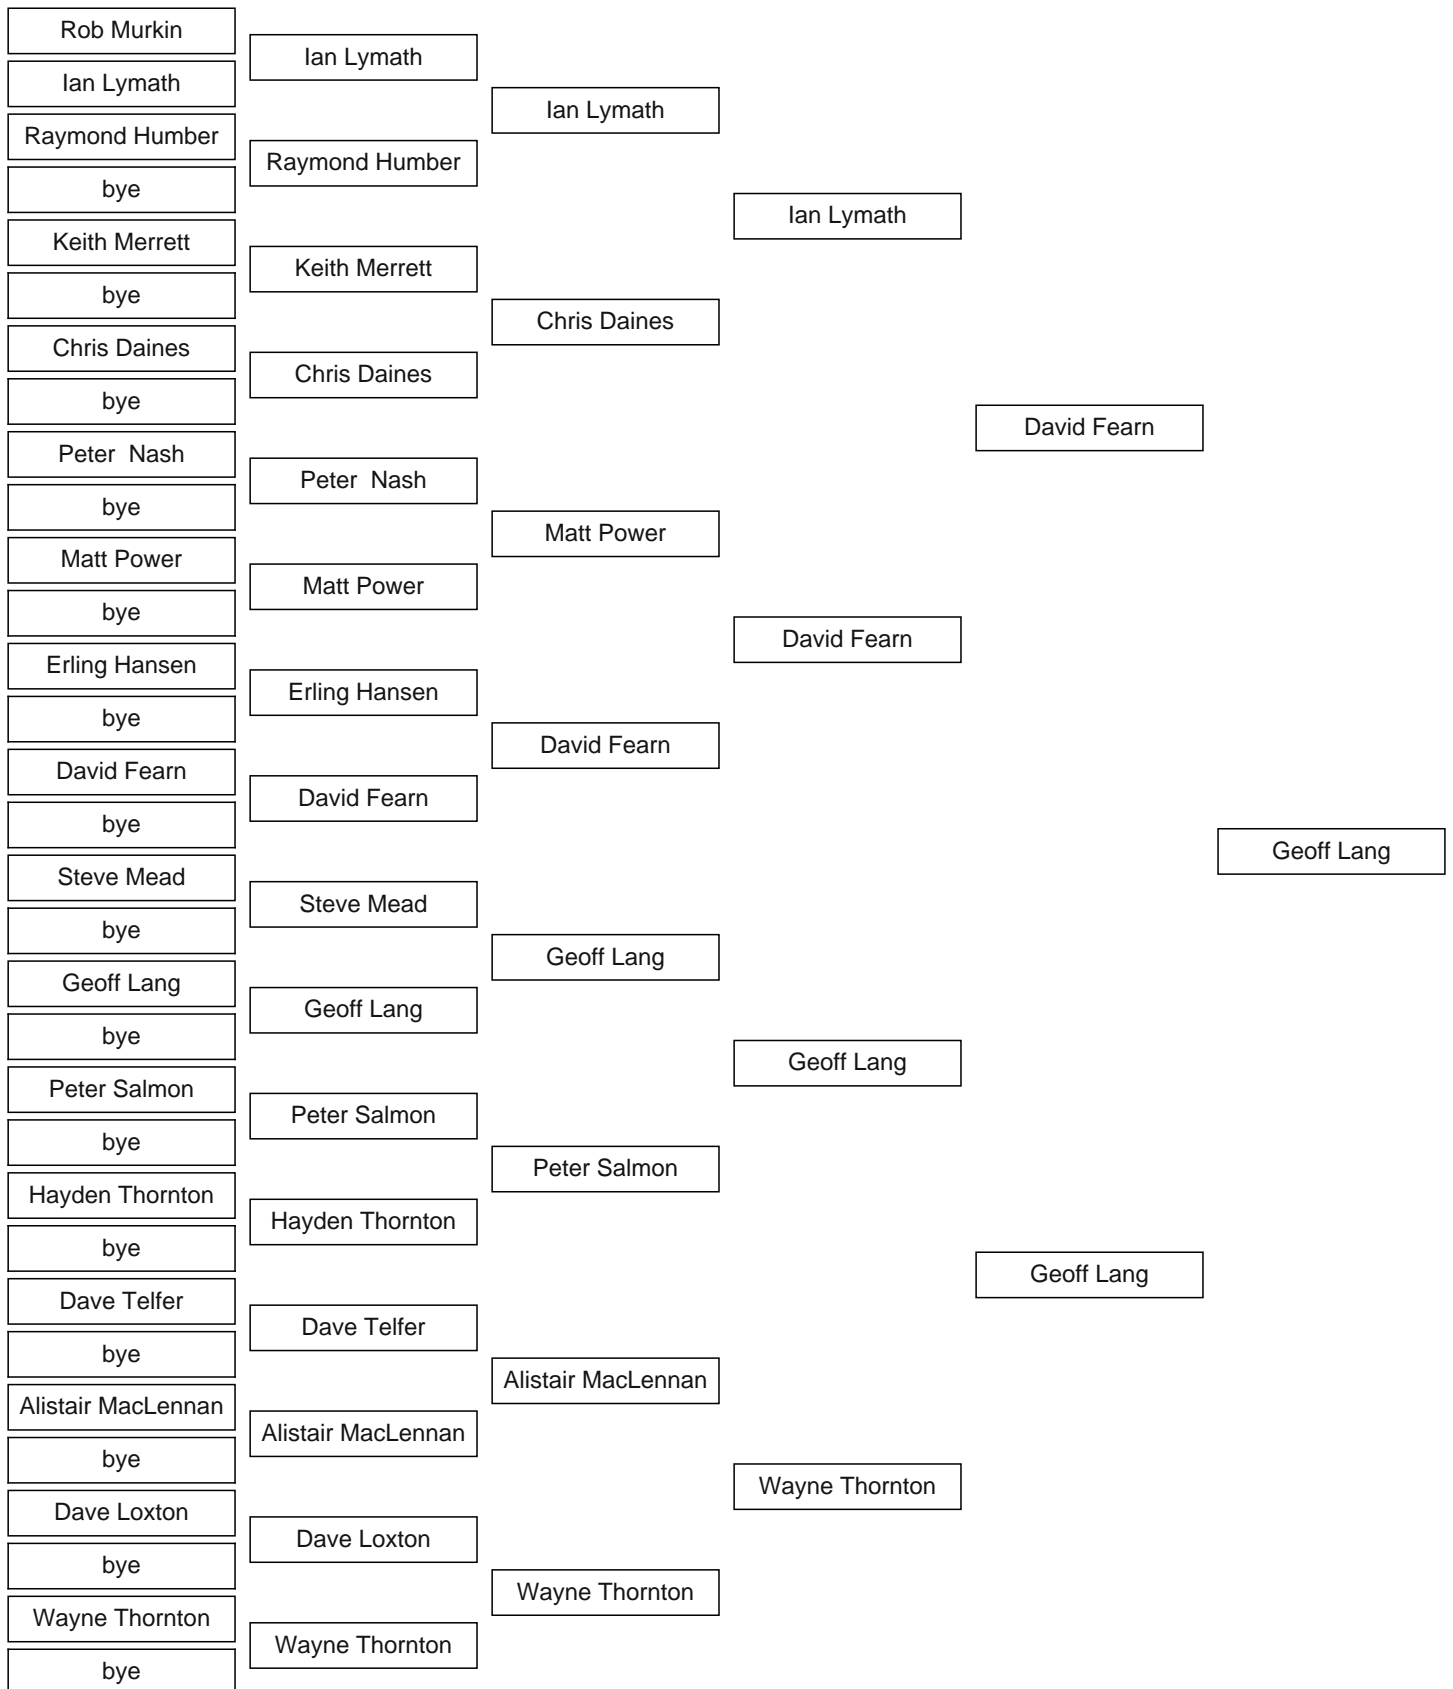 Rob Murkin
Ian Lymath
Raymond Humber
bye
Keith Merrett
bye
Chris Daines
bye
Peter  Nash
bye
Matt Power
bye
Erling Hansen
bye
David Fearn
bye
Steve Mead
bye
Geoff Lang
bye
Peter Salmon
bye
Hayden Thornton
bye
Dave Telfer
bye
Alistair MacLennan
bye
Dave Loxton
bye
Wayne Thornton
bye
Ian Lymath
Raymond Humber
Keith Merrett
Chris Daines
Peter  Nash
Matt Power
Erling Hansen
David Fearn
Steve Mead
Geoff Lang
Peter Salmon
Hayden Thornton
Dave Telfer
Alistair MacLennan
Dave Loxton
Wayne Thornton
Ian Lymath
Chris Daines
Matt Power
David Fearn
Geoff Lang
Peter Salmon
Alistair MacLennan
Wayne Thornton
Ian Lymath
David Fearn
Geoff Lang
Wayne Thornton
David Fearn
Geoff Lang
Geoff Lang